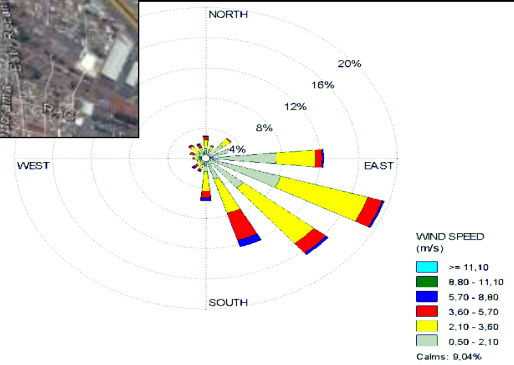 NORTH
20%
16%
12%
8%
4%
WEST
EAST
SOUTH
WIND SPEED
(m/s)
>= 11,10
8,80 - 11,10
5,70 - 8,80
3,60 - 5,70
2,10 - 3,60
0,50 - 2,10
Calms: 9,04%